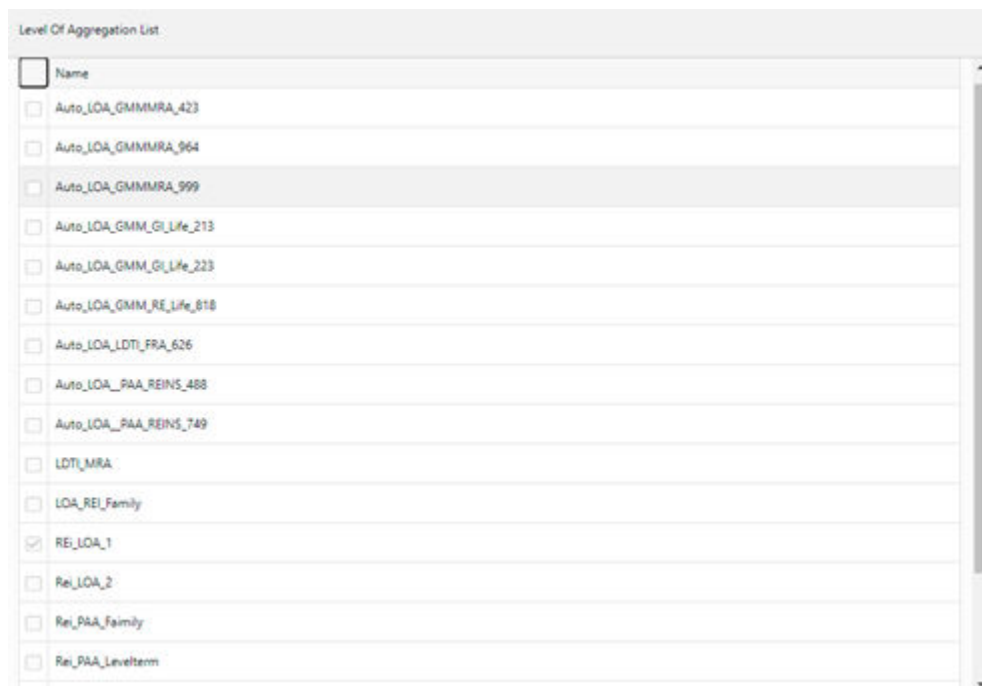 Level Of Aggregation List
Name
Auto_LOA_GMMMRA_423
Auto_LOA_GMMMRA_964
Auto_LOA_GMMMRA_999
Auto_LOA_GMM_GI_Life_213
Auto_LOA_GMM_GI_Life_223
Auto_LOA_GMM_RE_Life_818
Auto_LOA_LDTI_FRA_626
Auto_LOA__PAA_REINS_488
Auto_LOA__PAA_REINS_749
LDTI_MRA
LOA_REI_Family
REi_LOA_1
Rei_LOA_2
Rei_PAA_Faimily
Rei_PAA_Levelterm